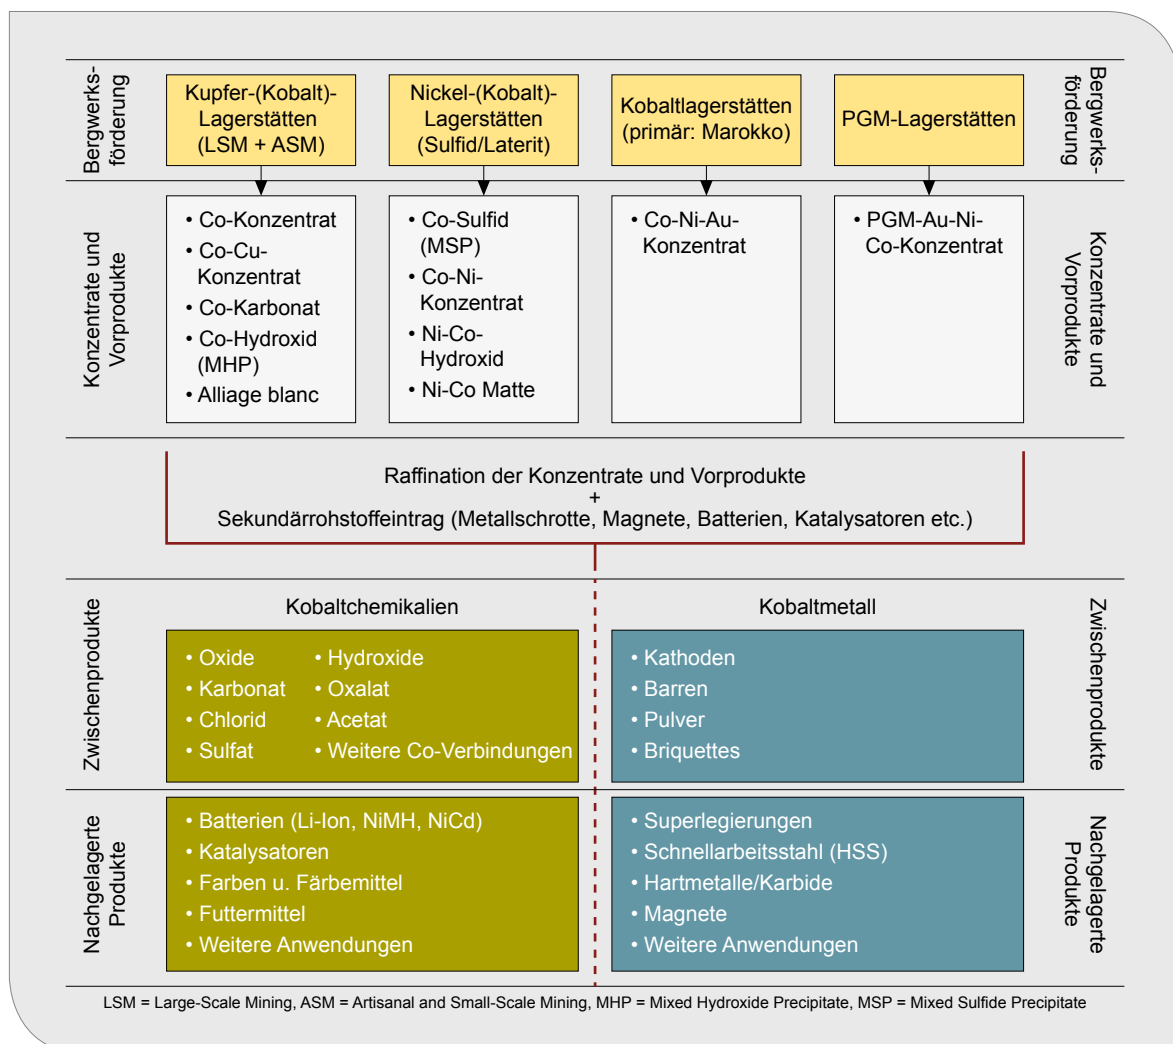 Bergwerks-
förderung
Kupfer-(Kobalt)-
Lagerstätten
(LSM + ASM)
Nickel-(Kobalt)-
Lagerstätten
(Sulfid/Laterit)
Kobaltlagerstätten
(primär: Marokko)
PGM-Lagerstätten
Bergwerks-
förderung
Konzentrate und
Vorprodukte
• Co-Konzentrat
• Co-Cu-
Konzentrat
• Co-Karbonat
• Co-Hydroxid
(MHP)
• Alliage blanc
• Co-Sulfid
(MSP)
• Co-Ni-
Konzentrat
• Ni-Co-
Hydroxid
• Ni-Co Matte
• Co-Ni-Au-
Konzentrat
• PGM-Au-Ni-
Co-Konzentrat
Konzentrate und
Vorprodukte
Raffination der Konzentrate und Vorprodukte
+
Sekundärrohstoffeintrag (Metallschrotte, Magnete, Batterien, Katalysatoren etc.)
Zwischenprodukte
Kobaltchemikalien
• Oxide
• Karbonat
• Chlorid
• Sulfat
• Hydroxide
• Oxalat
• Acetat
• Weitere Co-Verbindungen
Kobaltmetall
• Kathoden
• Barren
• Pulver
• Briquettes
Zwischenprodukte
Nachgelagerte
Produkte
• Batterien (Li-Ion, NiMH, NiCd)
• Katalysatoren
• Farben u. Färbemittel
• Futtermittel
• Weitere Anwendungen
• Superlegierungen
• Schnellarbeitsstahl (HSS)
• Hartmetalle/Karbide
• Magnete
• Weitere Anwendungen
Nachgelagerte
Produkte
LSM = Large-Scale Mining, ASM = Artisanal and Small-Scale Mining, MHP = Mixed Hydroxide Precipitate, MSP = Mixed Sulfide Precipitate